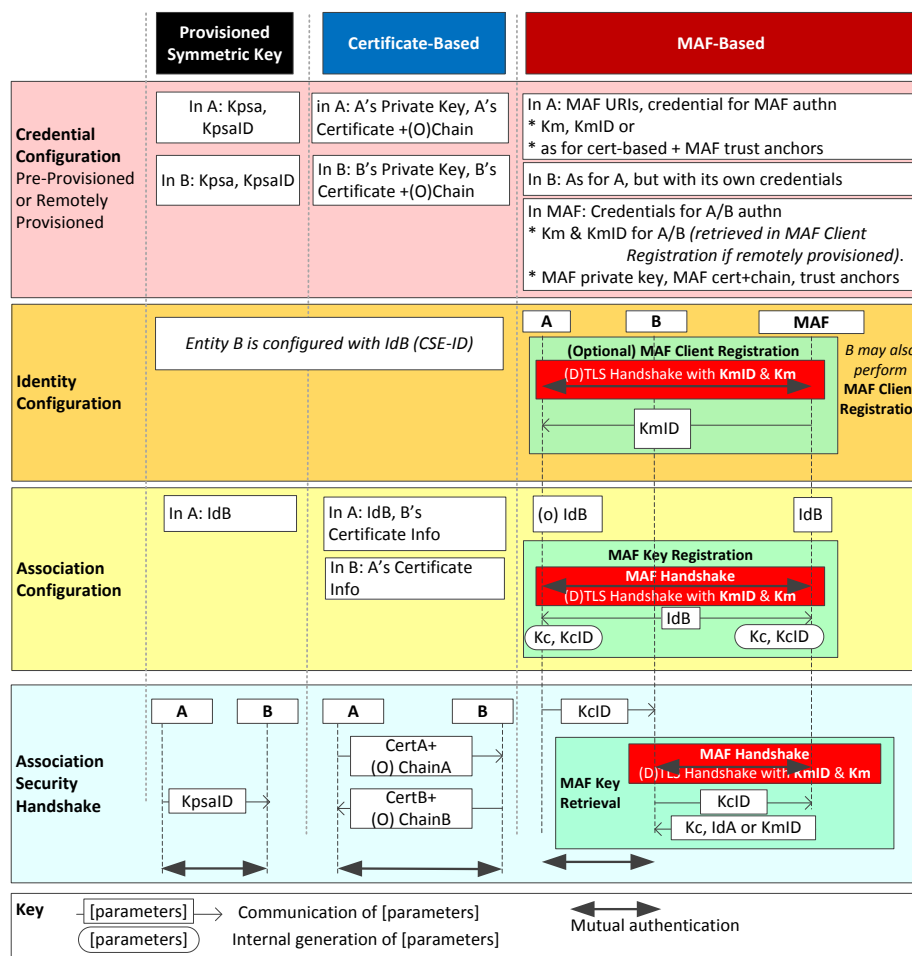 Provisioned
Symmetric Key
Certificate-Based
MAF-Based
Credential
Configuration
Pre-Provisioned
or Remotely
Provisioned
In A: Kpsa,
KpsaID
In B: Kpsa, KpsaID
in A: A's Private Key, A's
Certificate +(O)Chain
In B: B's Private Key, B's
Certificate +(O)Chain
In A: MAF URIs, credential for MAF authn
* Km, KmID or
* as for cert-based + MAF trust anchors
In B: As for A, but with its own credentials
In MAF: Credentials for A/B authn
* Km & KmID for A/B (retrieved in MAF Client
Registration if remotely provisioned).
* MAF private key, MAF cert+chain, trust anchors
Identity
Configuration
Entity B is configured with IdB (CSE-ID)
A
B
MAF
(Optional) MAF Client Registration
(D)TLS Handshake with KmID & Km
KmID
B may also
perform
MAF Clien
Registratio
Association
Configuration
In A: IdB
In A: IdB, B's
Certificate Info
In B: A's Certificate
Info
(o) IdB
IdB
MAF Key Registration
MAF Handshake
(D)TLS Handshake with KmID & Km
IdB
Kc, KcID
Kc, KcID
Association
Security
Handshake
A
B
KpsaID
A
B
CertA+
(O) ChainA
CertB+
(O) ChainB
KcID
MAF Key
Retrieval
MAF Handshake
(D)TLS Handshake with KmID & Km
KcID
Kc, IdA or KmID
Key
[parameters]
Communication of [parameters]
[parameters]
Internal generation of [parameters]
Mutual authentication